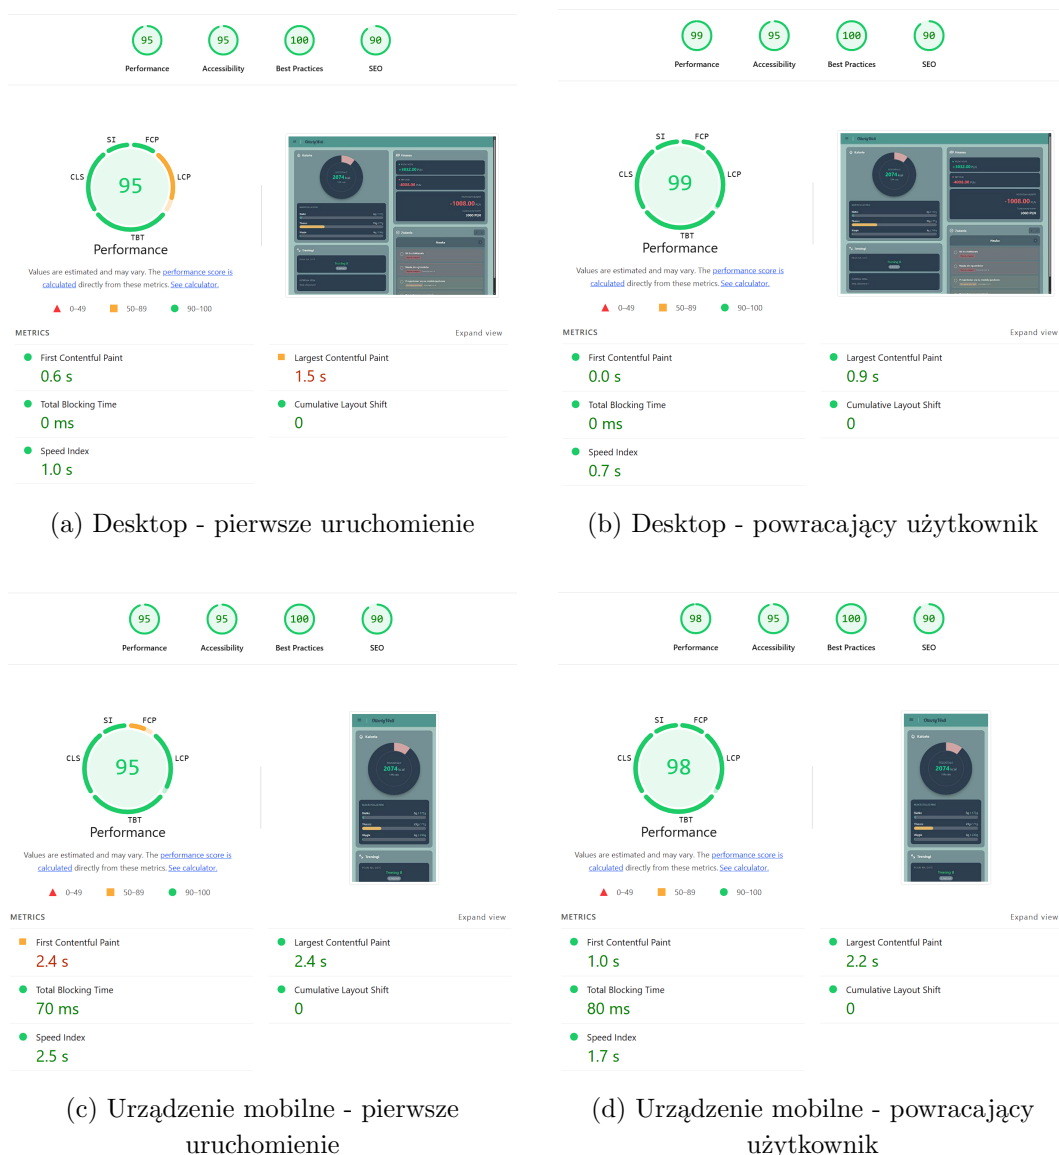 95 95 100 90
Performance Accessibility Best Practices SEO
SI FCP
CLS LCP
95
TBT
Performance
Values are estimated and may vary. The performance score is
calculated directly from these metrics. See calculator.
0–49 50–89 90–100
2074
-1008.00
METRICS Expand view
First Contentful Paint
0.6 s
Largest Contentful Paint
1.5 s
Total Blocking Time
0 ms
Cumulative Layout Shift
0
Speed Index
1.0 s
(a) Desktop - pierwsze uruchomienie
99 95 100 90
Performance Accessibility Best Practices SEO
SI FCP
CLS LCP
99
TBT
Performance
Values are estimated and may vary. The performance score is
calculated directly from these metrics. See calculator.
0–49 50–89 90–100
2074
-1008.00
METRICS Expand view
First Contentful Paint
0.0 s
Largest Contentful Paint
0.9 s
Total Blocking Time
0 ms
Cumulative Layout Shift
0
Speed Index
0.7 s
(b) Desktop - powracający użytkownik
95 95 100 90
Performance Accessibility Best Practices SEO
SI FCP
CLS LCP
95
TBT
Performance
Values are estimated and may vary. The performance score is
calculated directly from these metrics. See calculator.
0–49 50–89 90–100
Kalorie
2074
Treningi
Trening B
METRICS Expand view
First Contentful Paint
2.4 s
Largest Contentful Paint
2.4 s
Total Blocking Time
70 ms
Cumulative Layout Shift
0
Speed Index
2.5 s
(c) Urządzenie mobilne - pierwsze
uruchomienie
98 95 100 90
Performance Accessibility Best Practices SEO
SI FCP
CLS LCP
98
TBT
Performance
Values are estimated and may vary. The performance score is
calculated directly from these metrics. See calculator.
0–49 50–89 90–100
Kalorie
2074
Treningi
Trening B
METRICS Expand view
First Contentful Paint
1.0 s
Largest Contentful Paint
2.2 s
Total Blocking Time
80 ms
Cumulative Layout Shift
0
Speed Index
1.7 s
(d) Urządzenie mobilne - powracający
użytkownik